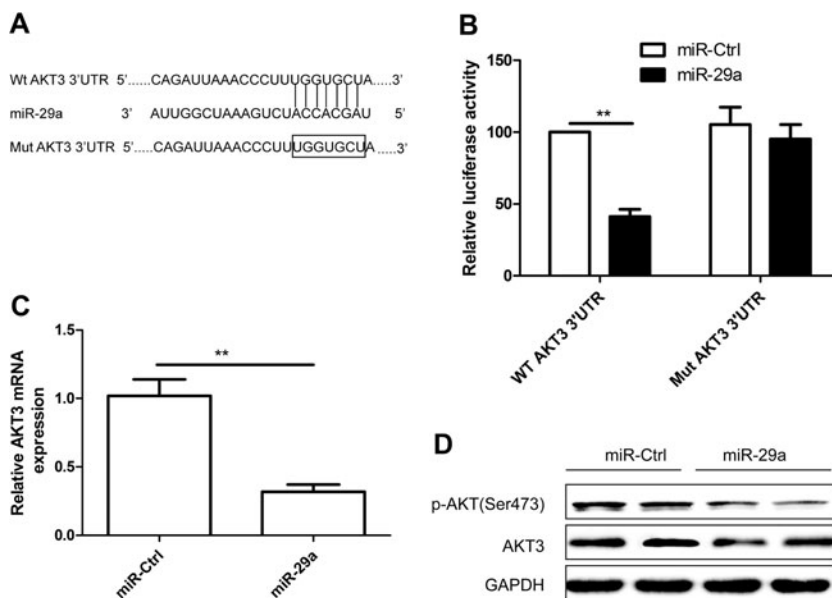 A
Wt AKT3 3'UTR 5'......CAGAUUAAACCCUUUGGUGCUA.....3'
miR-29a 3' AUUGGCUAAAGUCUACCACGAU 5'
Mut AKT3 3'UTR .....CAGAUUAAACCCUUUGGUGCUA.....3'
B
miR-Ctrl
miR-29a
Relative luciferase activity
150
100
50
0
**
WT AKT3 3'UTR
Mut AKT3 3'UTR
C
Relative AKT3 mRNA
expression
1.5
1.0
0.5
0.0
**
miR-Ctrl
miR-29a
D
miR-Ctrl miR-29a
p-AKT(Ser473)
AKT3
GAPDH